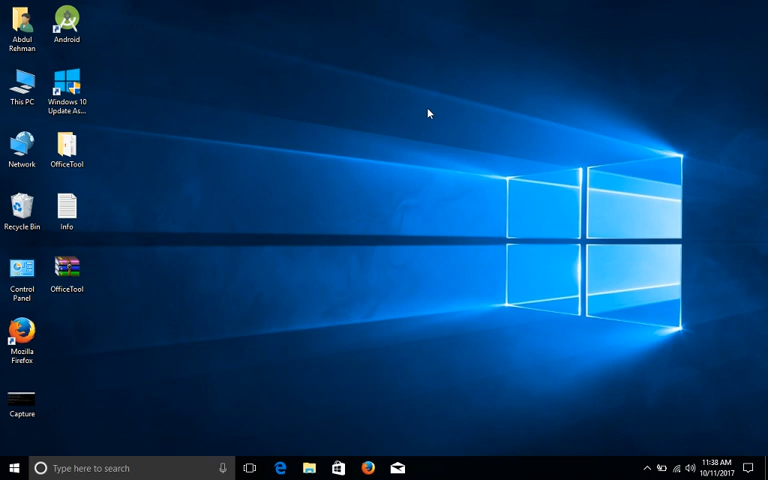 Abdul
Rehman
Android
This PC
Windows 10
Update As...
Network
OfficeTool
Recycle Bin
Info
Control
Panel
OfficeTool
Mozilla
Firefox
Capture
Type here to search
11:38 AM
10/11/2017